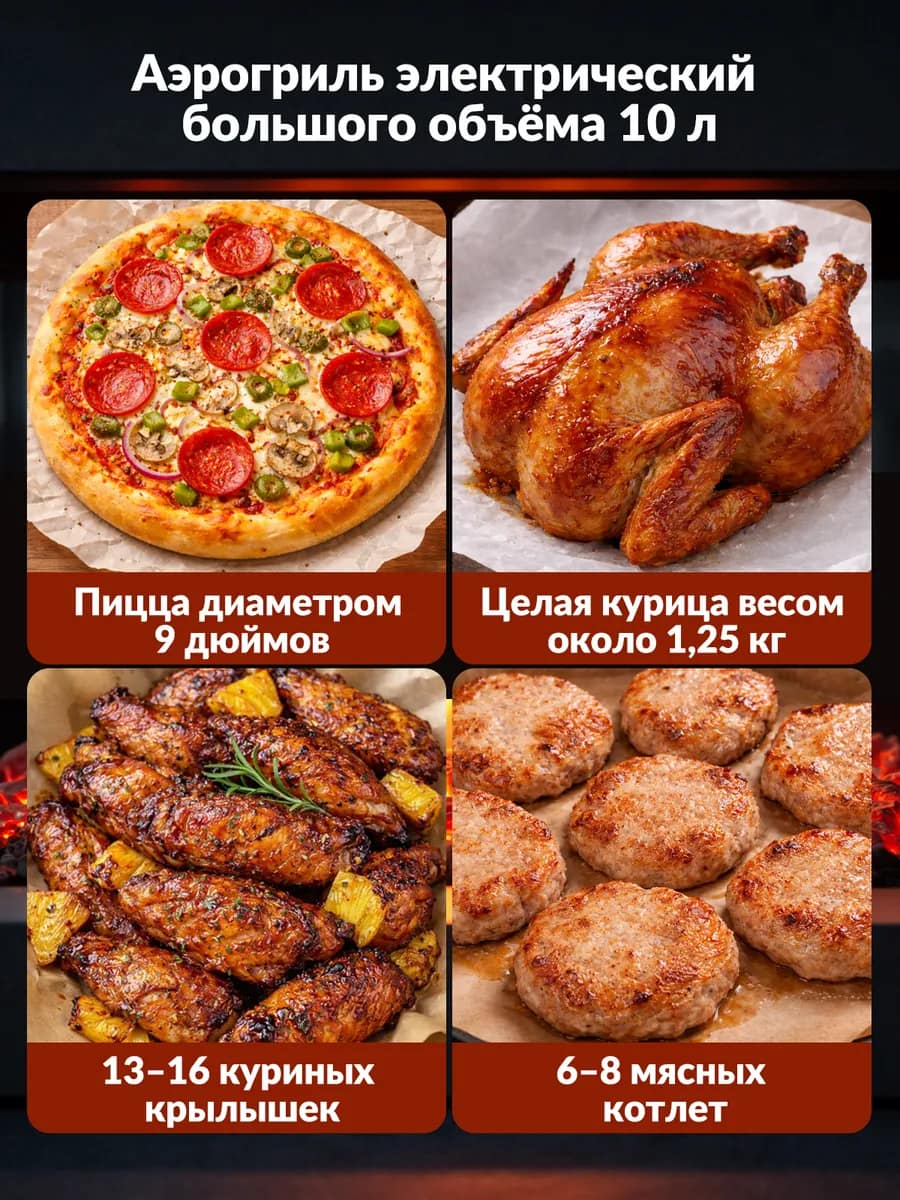 Аэрогриль электрический
большого объёма 10 л
Пицца диаметром
9 дюймов
Целая курица весом
около 1,25 кг
13–16 куриных
крылышек
6–8 мясных
котлет